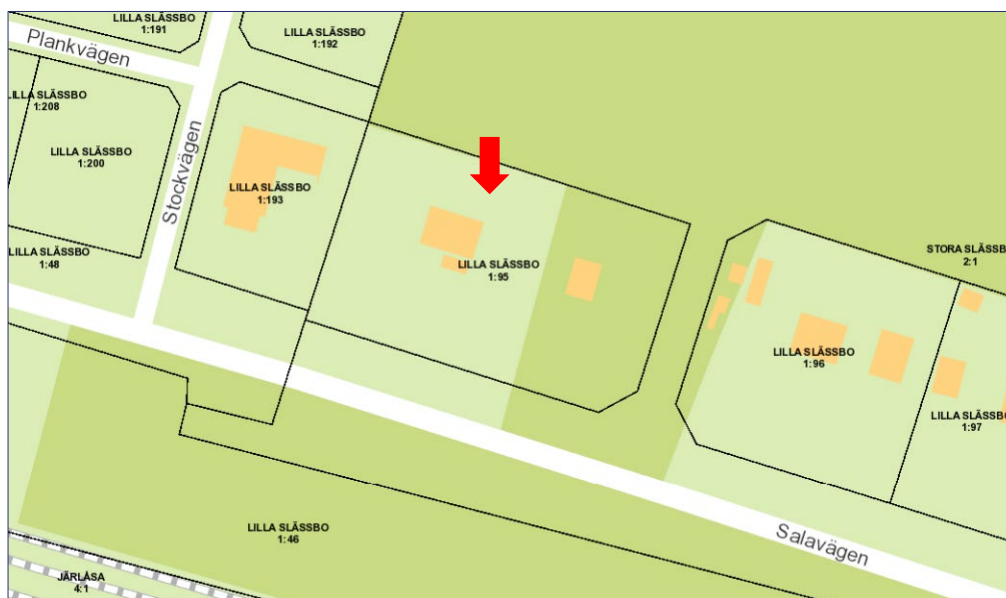 LILLA SLÄSSBO
1:191
LILLA SLÄSSBO
1:192
Plankvägen
LILLA SLÄSSBO
1:208
LILLA SLÄSSBO
1:200
Stockvägen
LILLA SLÄSSBO
1:193
LILLA SLÄSSBO
1:48
LILLA SLÄSSBO
1:95
STORA SLÄSSB
2:1
LILLA SLÄSSBO
1:96
LILLA SLÄSSBO
1:97
LILLA SLÄSSBO
1:46
Salavägen
JÄRLÅSA
4:1